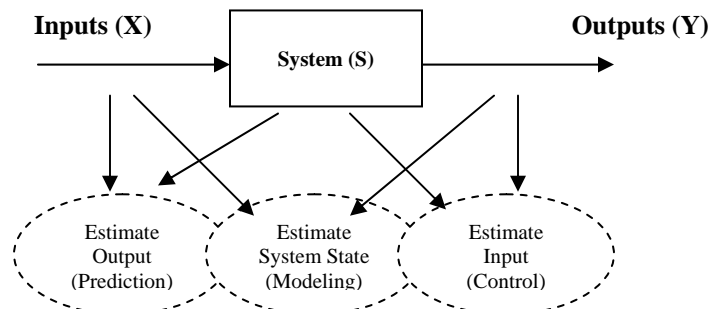 Inputs (X)
System (S)
Outputs (Y)
Estimate
Output
(Prediction)
Estimate
System State
(Modeling)
Estimate
Input
(Control)